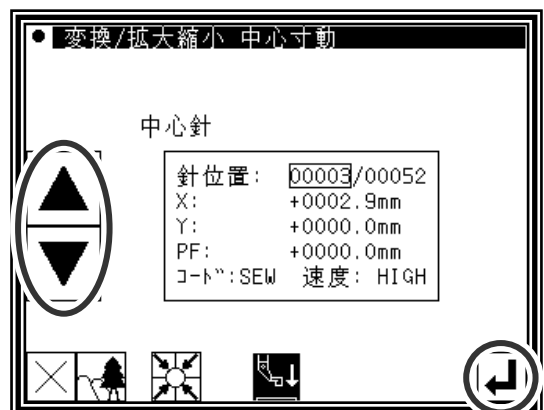 ● 変換/拡大縮小 中心寸動
中心針
針位置: 00003/00052
X: +0002.9mm
Y: +0000.0mm
PF: +0000.0mm
コード:SEW 速度: HIGH